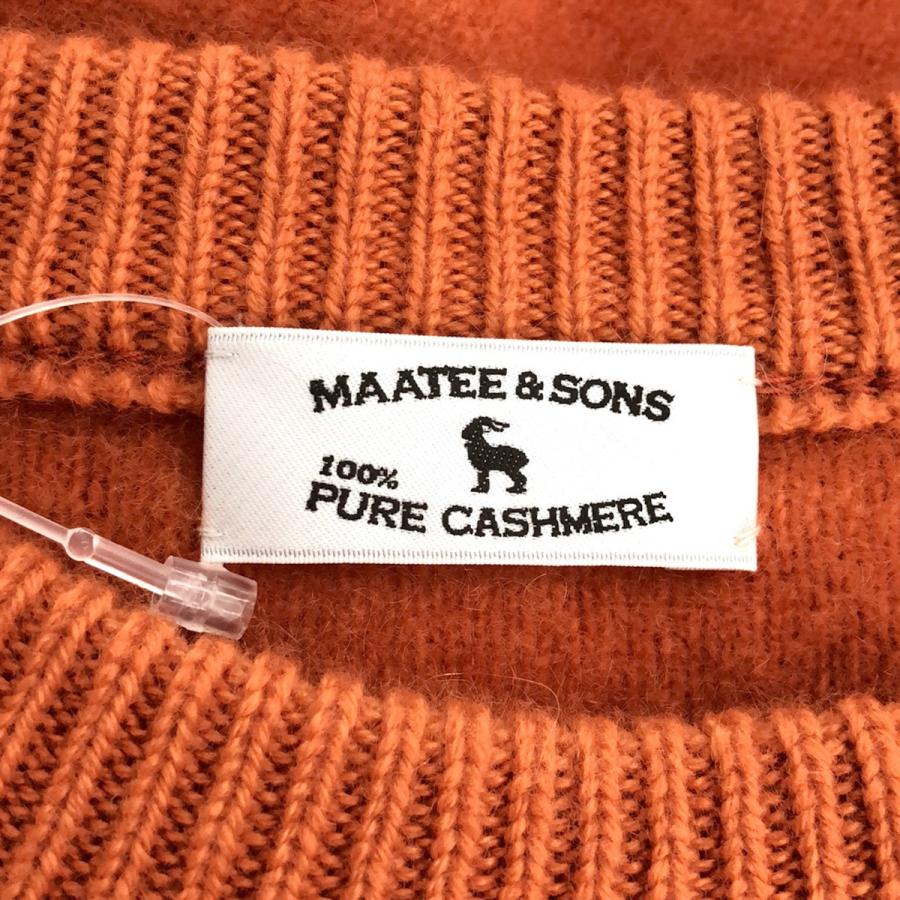 MAATEE & SONS
100%
PURE CASHMERE